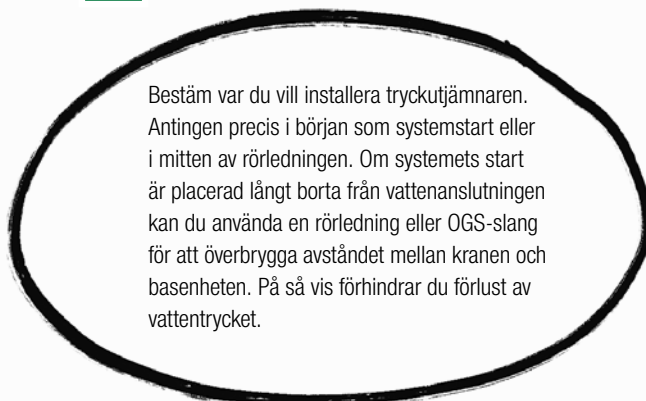 Bestäm var du vill installera tryckutjämnaren.
Antingen precis i början som systemstart eller
i mitten av rörledningen. Om systemets start
är placerad långt borta från vattenanslutningen
kan du använda en rörledning eller OGS-slang
för att överbrygga avståndet mellan kranen och
basenheten. På så vis förhindrar du förlust av
vattentrycket.